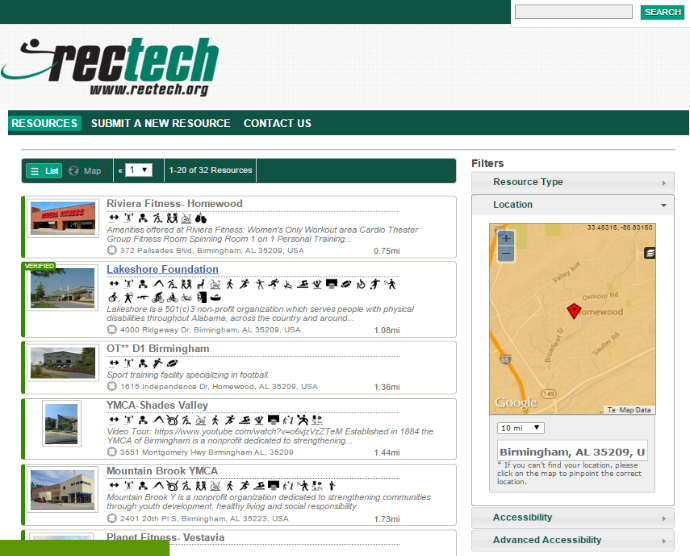 SEARCH
rectech
www.rectech.org
RESOURCES SUBMIT A NEW RESOURCE CONTACT US
List Map « 1 1-20 of 32 Resources
Riviera Fitness- Homewood
Amenities offered at Riviera Fitness: Women's Only Workout area Cardio Theater
Group Fitness Room Spinning Room 1 on 1 Personal Training...
372 Palisades Blvd, Birmingham, AL 35209, USA 0.75mi
VERIFIED
Lakeshore Foundation
Lakeshore is a 501(c)3 non-profit organization which serves people with physical
disabilities throughout Alabama, across the country and around...
4000 Ridgeway Dr, Birmingham, AL 35209, USA 1.08mi
OT** D1 Birmingham
Sport training facility specializing in football.
1616 Independence Dr, Homewood, AL 35209, USA 1.36mi
YMCA-Shades Valley
Video Tour: https://www.youtube.com/watch?v=o6vjzVzZTeM Established in 1884 the
YMCA of Birmingham is a nonprofit dedicated to strengthening...
3551 Montgomery Hwy Birmingham AL, 35209 1.44mi
Mountain Brook YMCA
Mountain Brook Y is a nonprofit organization dedicated to strengthening communities
through youth development, healthy living and social responsibility.
2401 20th Pl S, Birmingham, AL 35223, USA 1.73mi
Planet Fitness- Vestavia
Filters
Resource Type
Location
33.48316, -86.80150
+
−
Valley Ave
Oxmoor Rd
Homewood
Broadway St
Saulter Rd
65
149
Google
Te Map Data
10 mi
Birmingham, AL 35209, U
* If you can't find your location, please
click on the map to pinpoint the correct
location.
Accessibility
Advanced Accessibility